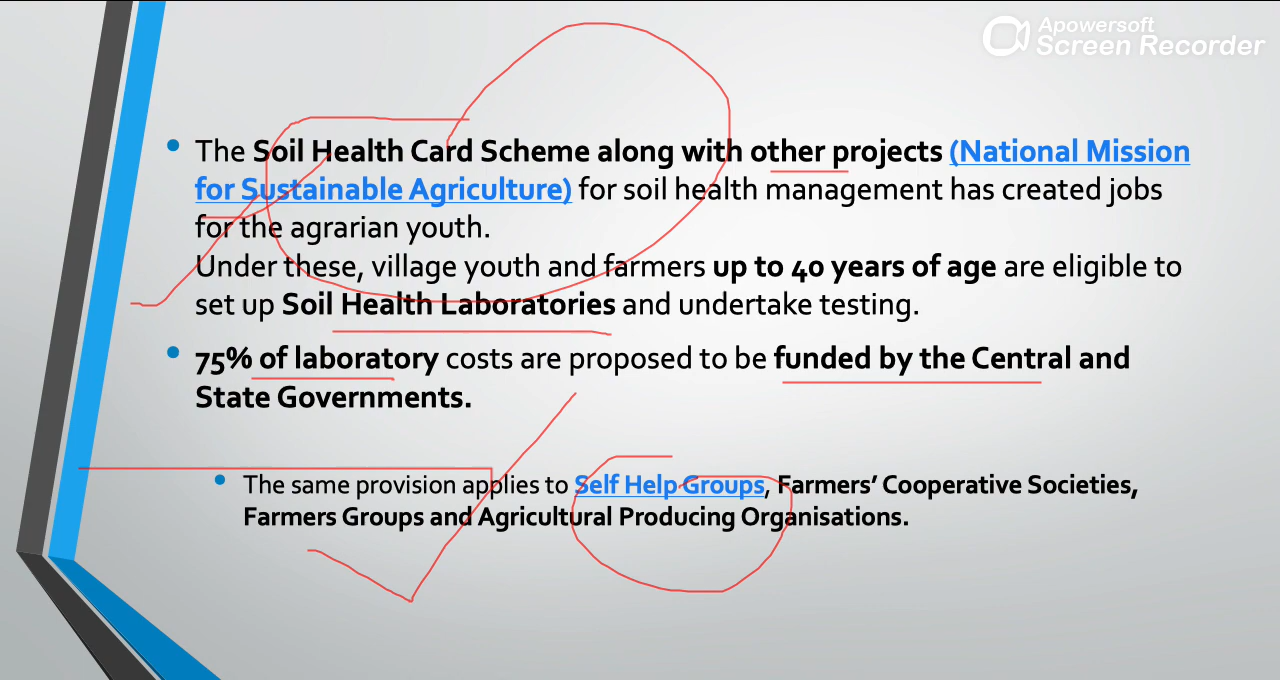 Apowersoft
Screen Recorder
• The Soil Health Card Scheme along with other projects (National Mission
for Sustainable Agriculture) for soil health management has created jobs
for the agrarian youth.
Under these, village youth and farmers up to 40 years of age are eligible to
set up Soil Health Laboratories and undertake testing.
• 75% of laboratory costs are proposed to be funded by the Central and
State Governments.
• The same provision applies to Self Help Groups, Farmers’ Cooperative Societies,
Farmers Groups and Agricultural Producing Organisations.